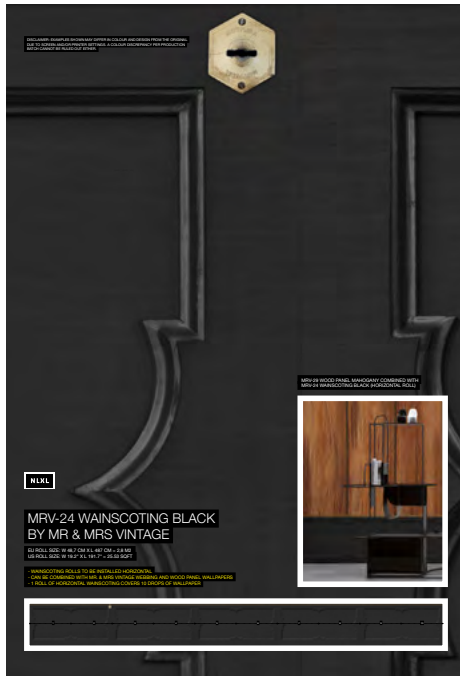 DISCLAIMER: EXAMPLES SHOWN MAY DIFFER IN COLOUR AND DESIGN FROM THE ORIGINAL
DUE TO SCREEN AND/OR PRINTER SETTINGS. A COLOUR DISCREPANCY PER PRODUCTION
BATCH CANNOT BE RULED OUT EITHER.
MRV-29 WOOD PANEL MAHOGANY COMBINED WITH
MRV-24 WAINSCOTING BLACK (HORIZONTAL ROLL)
NLXL
MRV-24 WAINSCOTING BLACK
BY MR & MRS VINTAGE
EU ROLL SIZE: W 48,7 CM X L 487 CM = 2,8 M2
US ROLL SIZE: W 19.2" X L 191.7" = 25.53 SQFT
- WAINSCOTING ROLLS TO BE INSTALLED HORIZONTAL
- CAN BE COMBINED WITH MR. & MRS VINTAGE WEBBING AND WOOD PANEL WALLPAPERS
- 1 ROLL OF HORIZONTAL WAINSCOTING COVERS 10 DROPS OF WALLPAPER